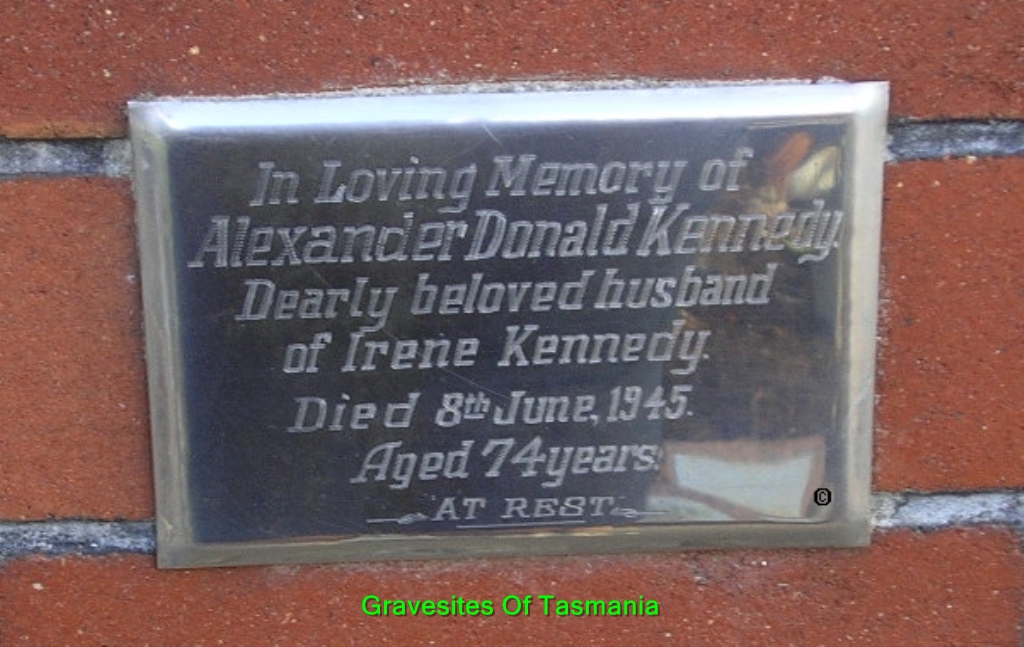 In Loving Memory of
Alexander Donald Kennedy.
Dearly beloved husband
of Irene Kennedy.
Died 8th June, 1945.
Aged 74 years.
AT REST
©
Gravesites Of Tasmania